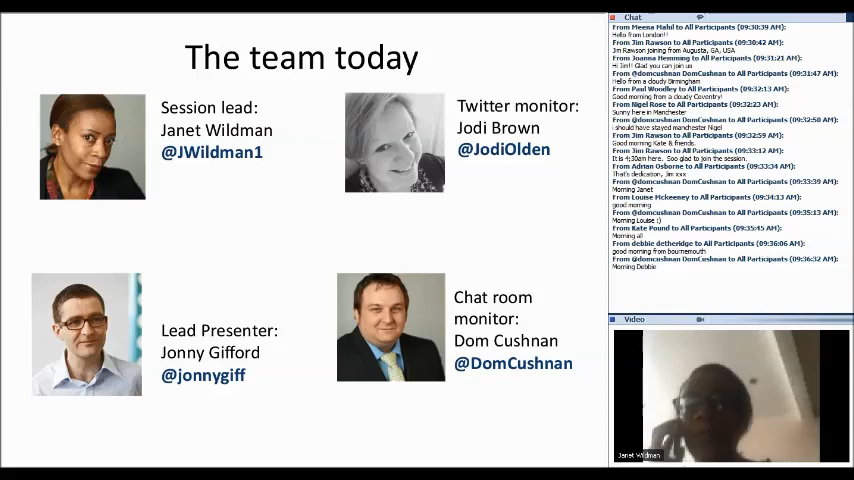 The team today
Session lead:
Janet Wildman
@JWildman1
Twitter monitor:
Jodi Brown
@JodiOlden
Lead Presenter:
Jonny Gifford
@jonnygiff
Chat room
monitor:
Dom Cushnan
@DomCushnan
Chat
From Meena Mahil to All Participants (09:30:39 AM):
Hello from London!!
From Jim Rawson to All Participants (09:30:42 AM):
Jim Rawson joining from Augusta, GA, USA
From Joanna Hemming to All Participants (09:31:21 AM):
Hi Jim!! Glad you can join us
From @domcushnan DomCushnan to All Participants (09:31:47 AM):
Hello from a cloudy Birmingham
From Paul Woodley to All Participants (09:32:13 AM):
Good morning from a cloudy Coventry!
From Nigel Rose to All Participants (09:32:23 AM):
Sunny here in Manchester
From @domcushnan DomCushnan to All Participants (09:32:50 AM):
i should have stayed manchester Nigel
From Jim Rawson to All Participants (09:32:59 AM):
Good morning Kate & friends.
From Jim Rawson to All Participants (09:33:12 AM):
It is 4;30am here. Soo glad to join the session.
From Adrian Osborne to All Participants (09:33:34 AM):
That's dedication, Jim xxx
From @domcushnan DomCushnan to All Participants (09:33:39 AM):
Morning Janet
From Louise Mckeeney to All Participants (09:34:13 AM):
good morning
From @domcushnan DomCushnan to All Participants (09:35:13 AM):
Morning Louise :)
From Kate Pound to All Participants (09:35:45 AM):
Morning all
From debbie detheridge to All Participants (09:36:06 AM):
good morning from bournemouth
From @domcushnan DomCushnan to All Participants (09:36:32 AM):
Morning Debbie
Video
Janet Wildman